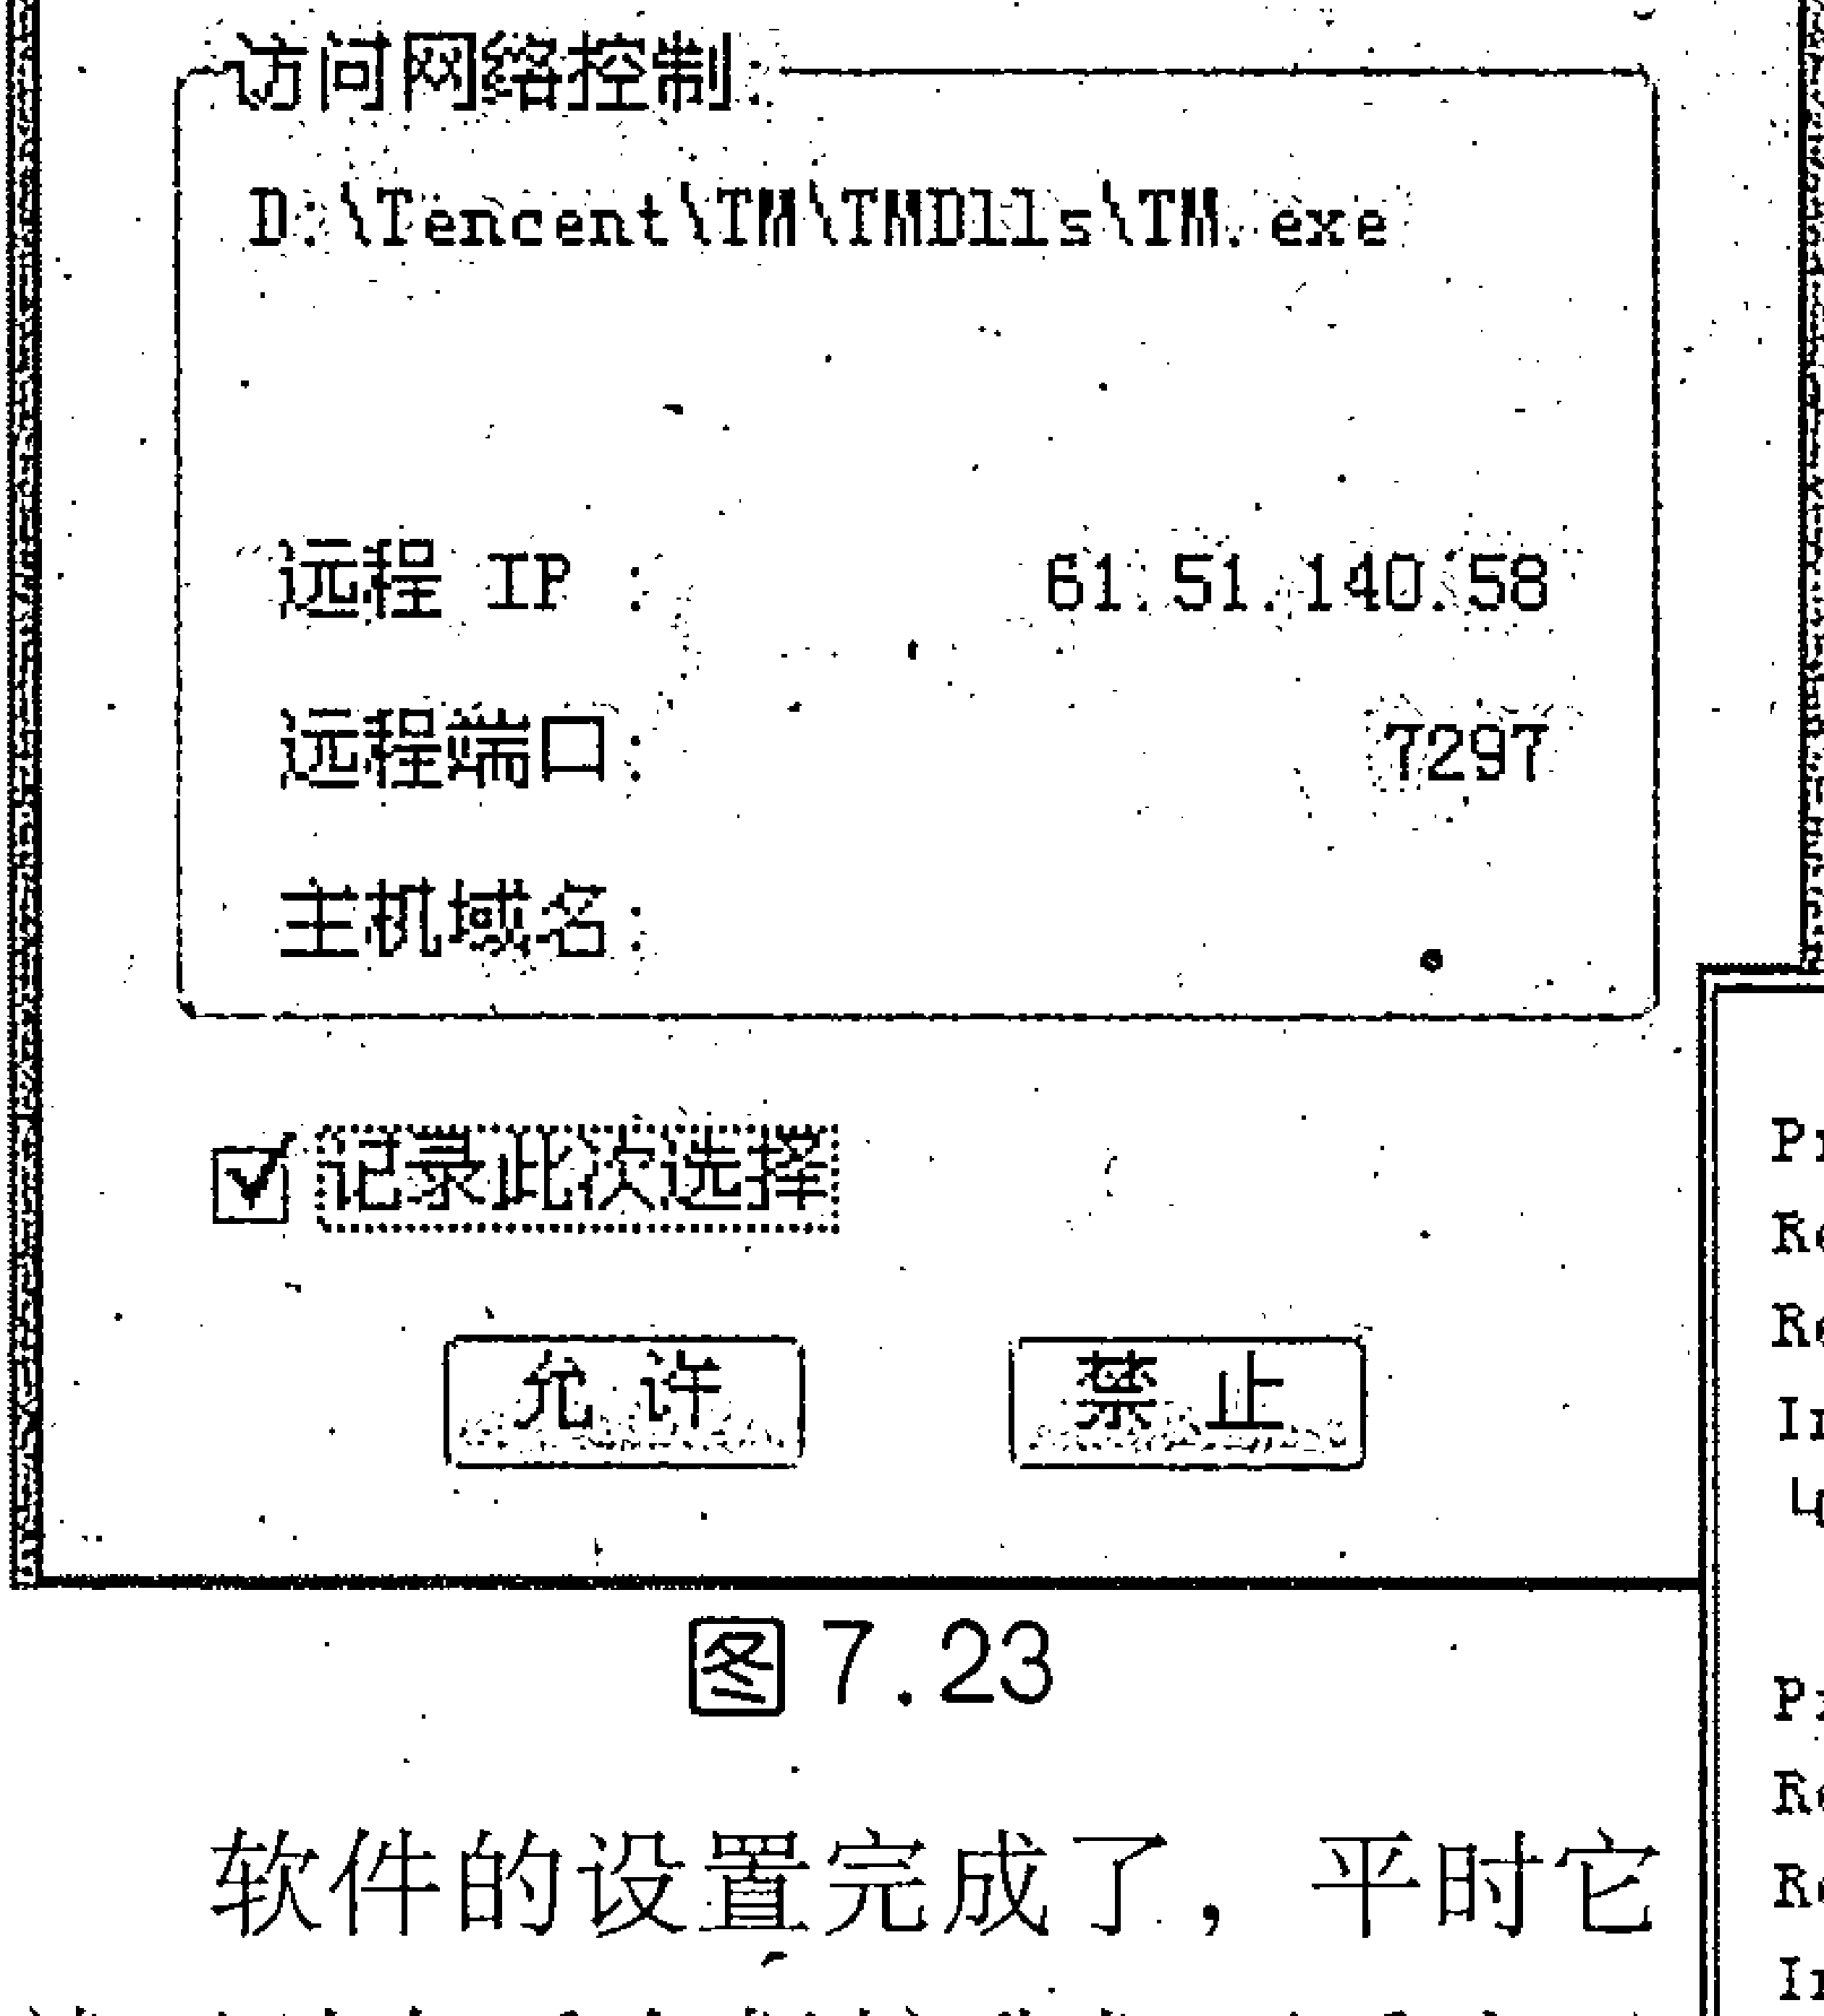 访问网络控制:
D:\Tencent\TM\TMDlls\TM.exe
远程 IP : 61.51.140.58
远程端口: 7297
主机域名:
记录此次选择
允 许 禁 止
图7.23
软件的设置完成了，平时它